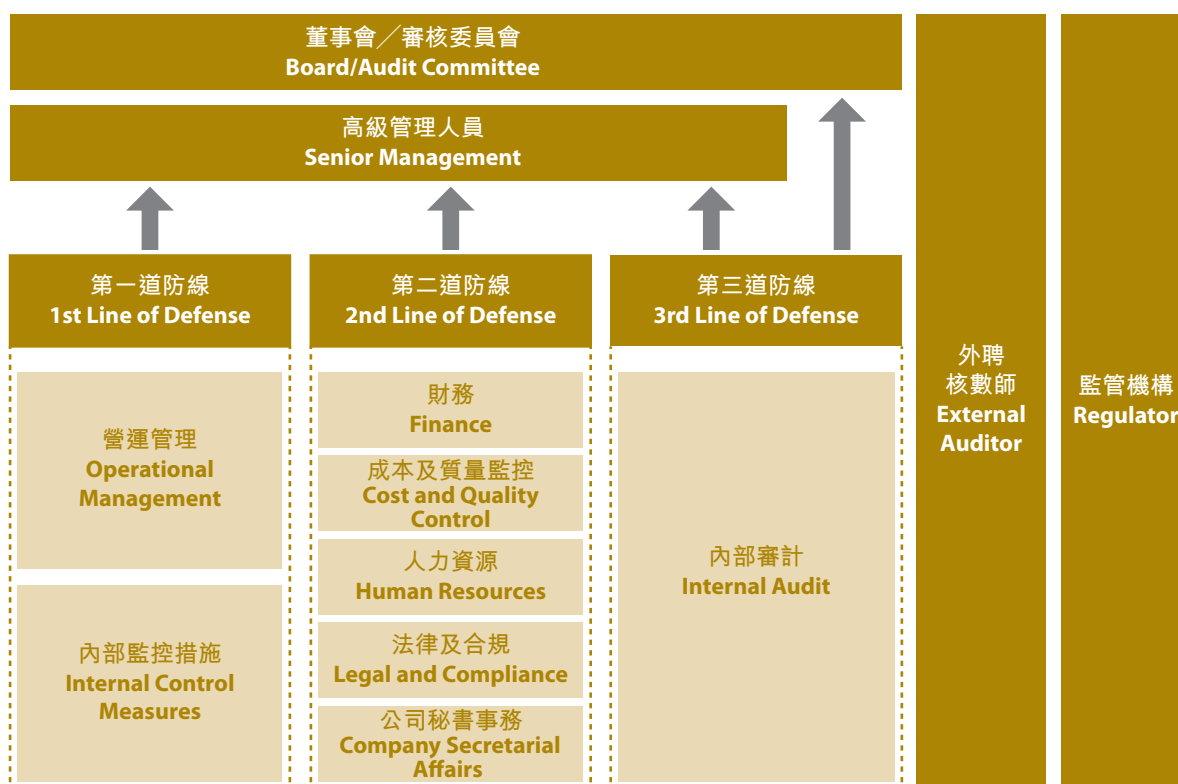 董事會／審核委員會
Board/Audit Committee
高級管理人員
Senior Management
第一道防線
1st Line of Defense
第二道防線
2nd Line of Defense
第三道防線
3rd Line of Defense
營運管理
Operational
Management
內部監控措施
Internal Control
Measures
財務
Finance
成本及質量監控
Cost and Quality
Control
人力資源
Human Resources
法律及合規
Legal and Compliance
公司秘書事務
Company Secretarial
Affairs
內部審計
Internal Audit
外聘
核數師
External
Auditor
監管機構
Regulator